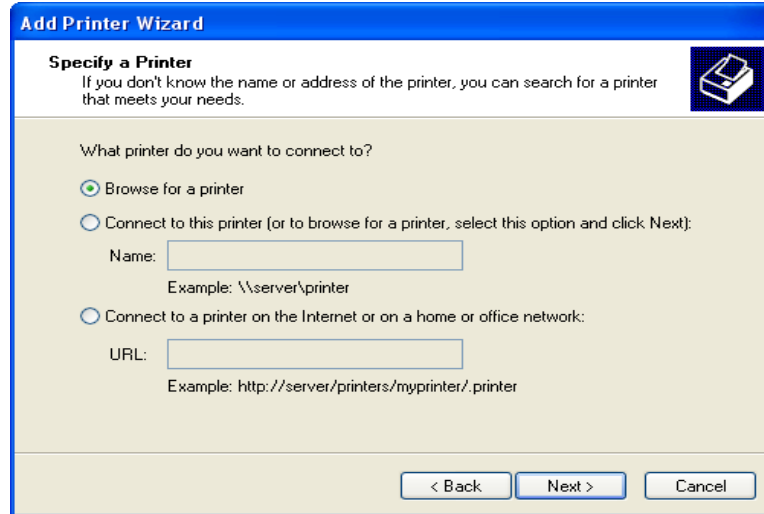 Add Printer Wizard
Specify a Printer
If you don't know the name or address of the printer, you can search for a printer
that meets your needs.
What printer do you want to connect to?
Browse for a printer
Connect to this printer (or to browse for a printer, select this option and click Next):
Name:
Example: \\server\printer
Connect to a printer on the Internet or on a home or office network:
URL:
Example: http://server/printers/myprinter/.printer
< Back Next > Cancel